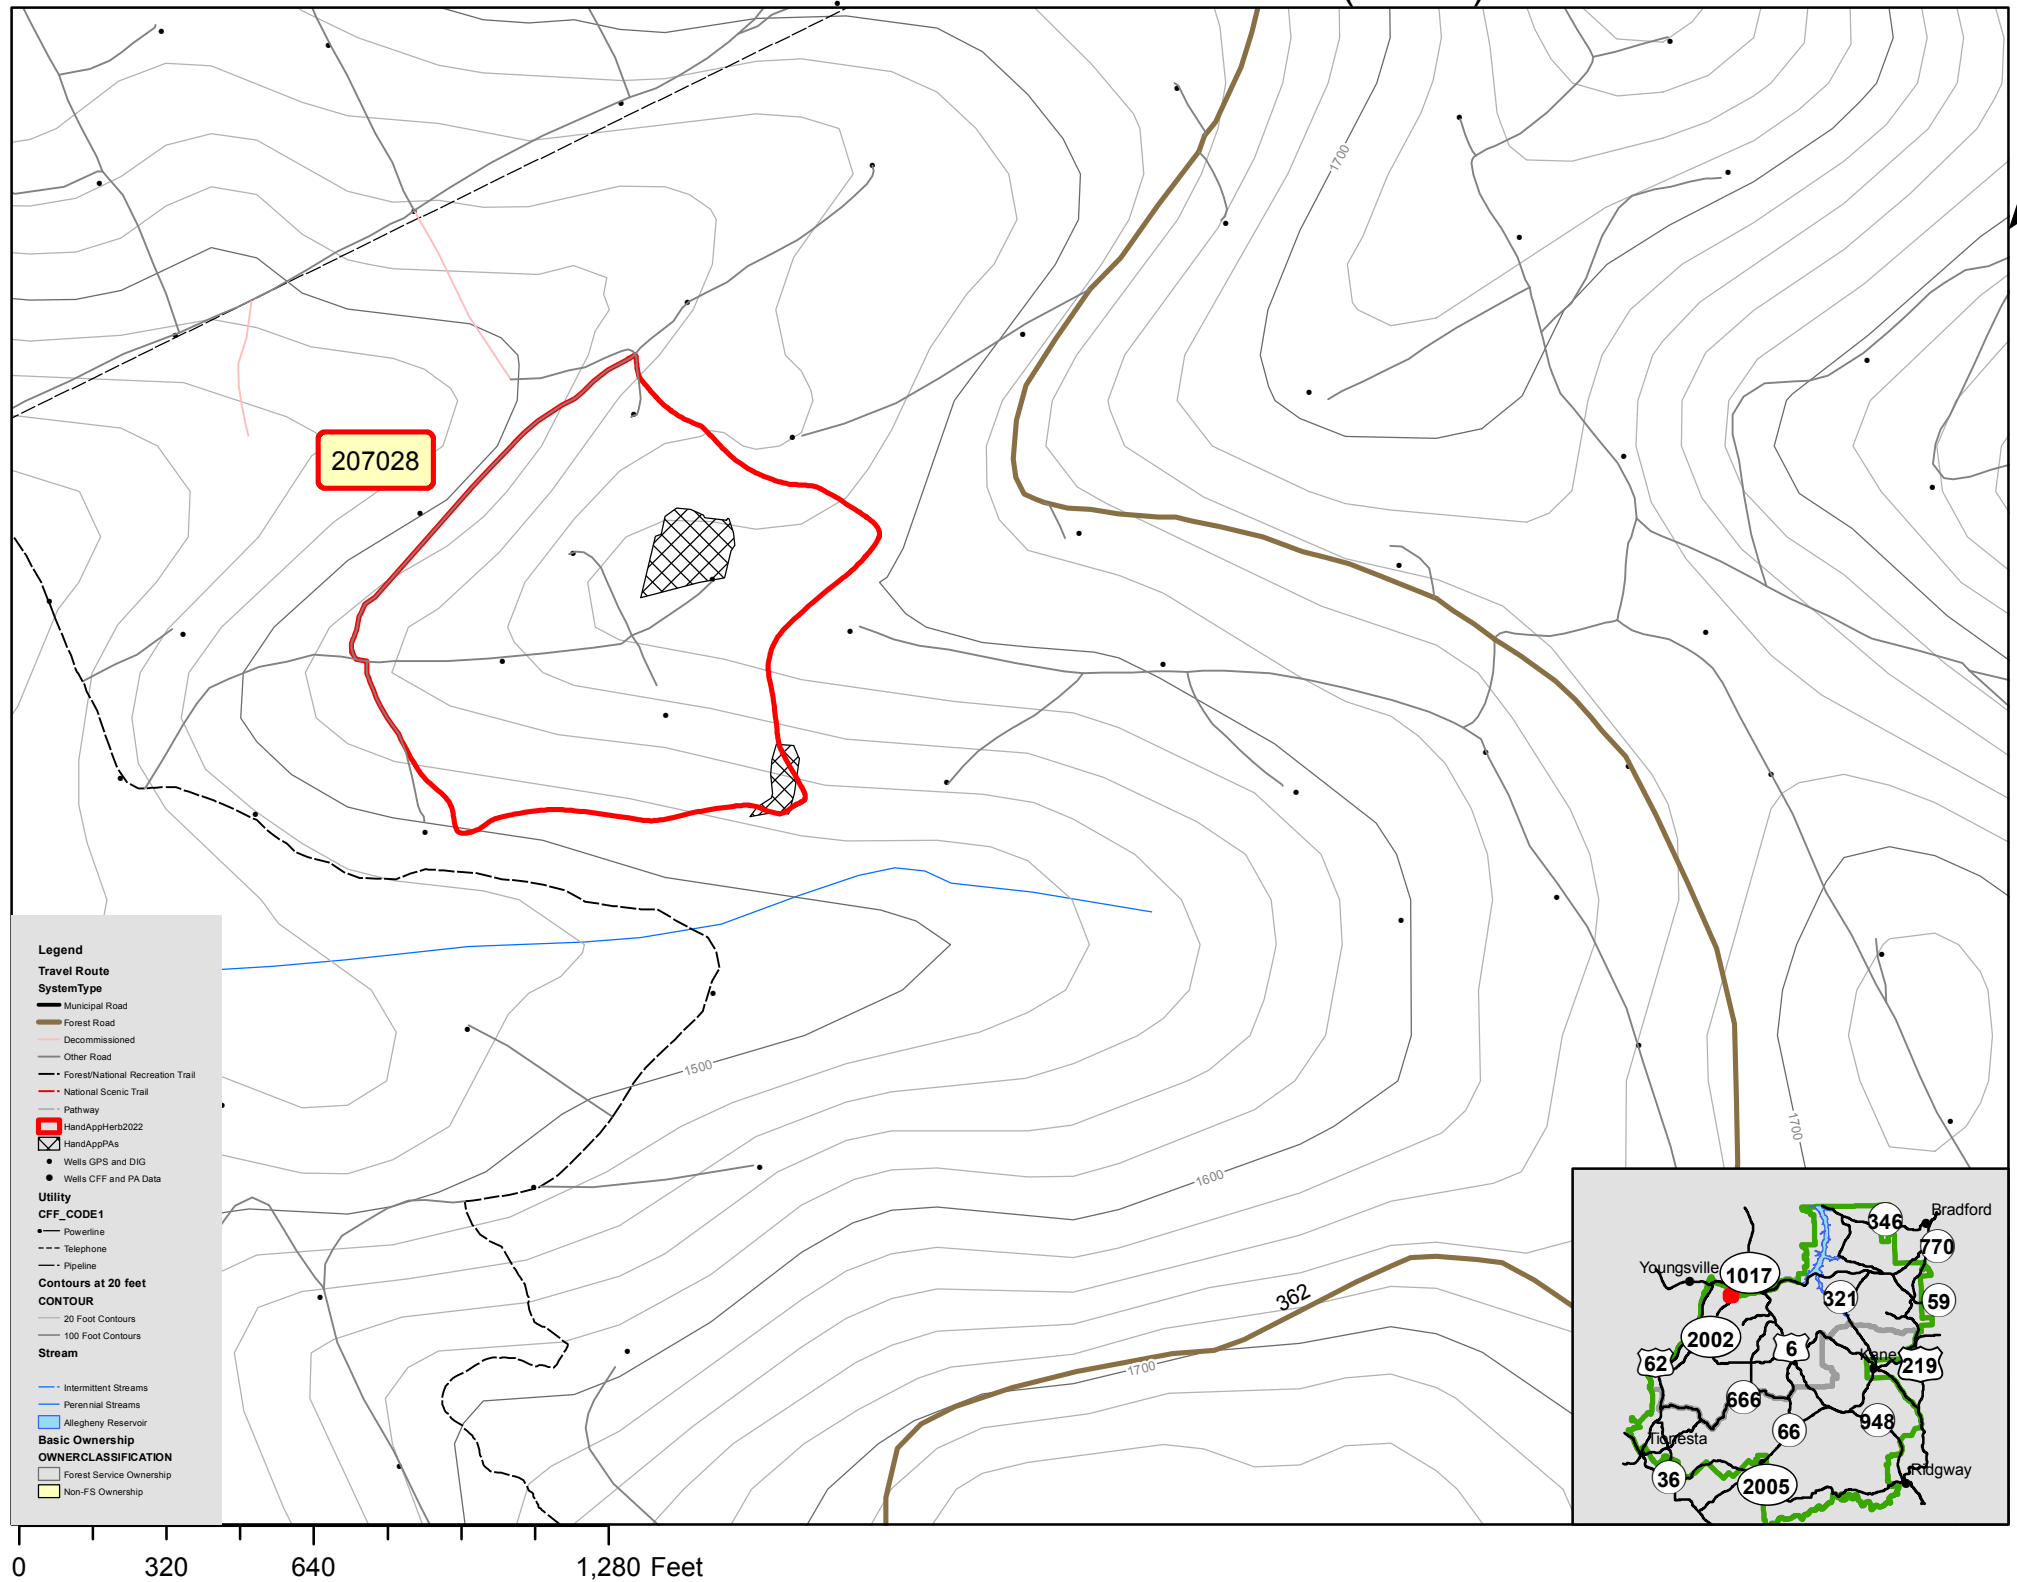 1700
207028
1500
1600
1700
362
1700
Legend
Travel Route
SystemType
Municipal Road
Forest Road
Decommissioned
Other Road
Forest/National Recreation Trail
National Scenic Trail
Pathway
HandAppHerb2022
HandAppPAs
Wells GPS and DIG
Wells CFF and PA Data
Utility
CFF_CODE1
Powerline
Telephone
Pipeline
Contours at 20 feet
CONTOUR
20 Foot Contours
100 Foot Contours
Stream
Intermittent Streams
Perennial Streams
Allegheny Reservoir
Basic Ownership
OWNERCLASSIFICATION
Forest Service Ownership
Non-FS Ownership
Bradford
346
770
Youngsville
1017
321
59
2002
6
62
Kane
219
666
948
66
Tionesta
36
2005
Ridgway
0 320 640 1,280 Feet